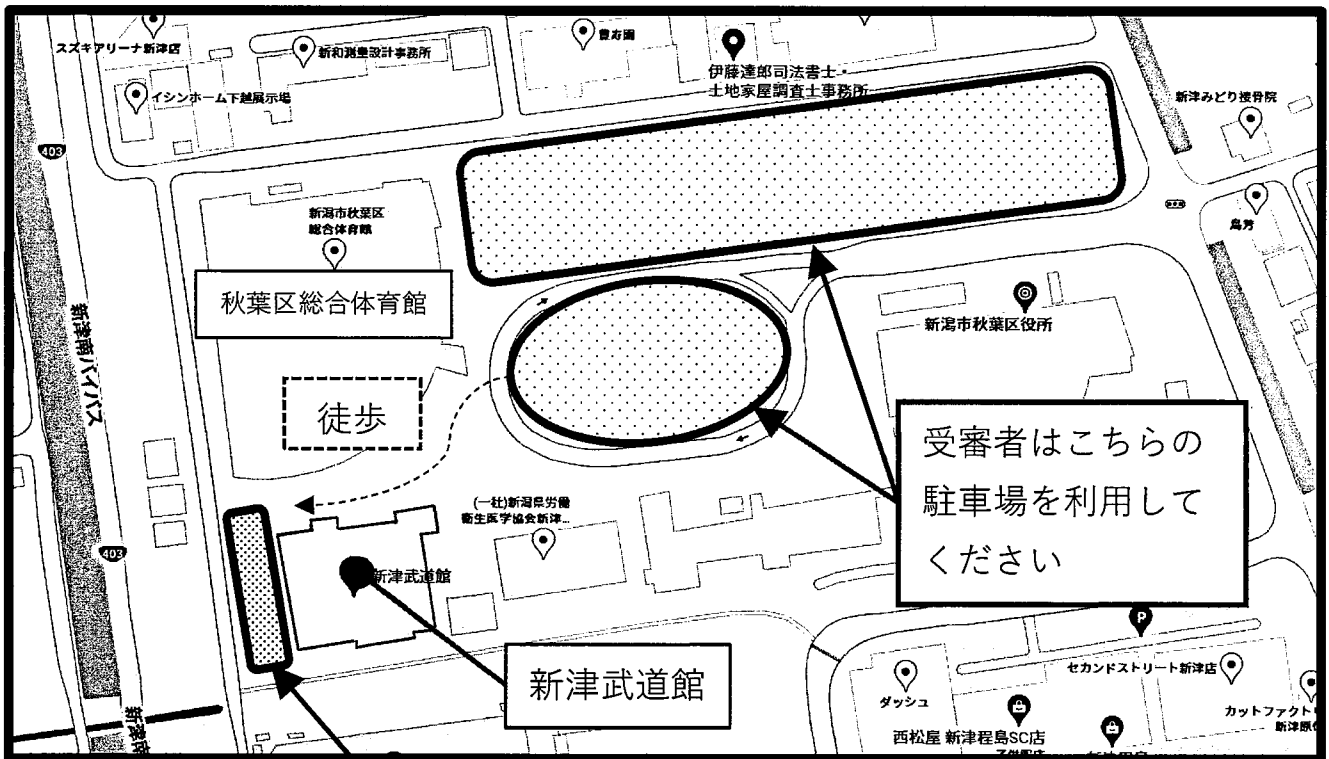 スズキアリーナ新津店
新和測量設計事務所
豊寿園
伊藤達郎司法書士・
土地家屋調査士事務所
イシンホーム下越展示場
新津みどり接骨院
403
新潟市秋葉区
総合体育館
鳥芳
秋葉区総合体育館
新潟市秋葉区役所
新津南バイパス
徒歩
受審者はこちらの
駐車場を利用して
ください
(一社)新潟県労働
衛生医学協会新津...
403
新津武道館
新津武道館
P
セカンドストリート新津店
ダッシュ
西松屋 新津程島SC店